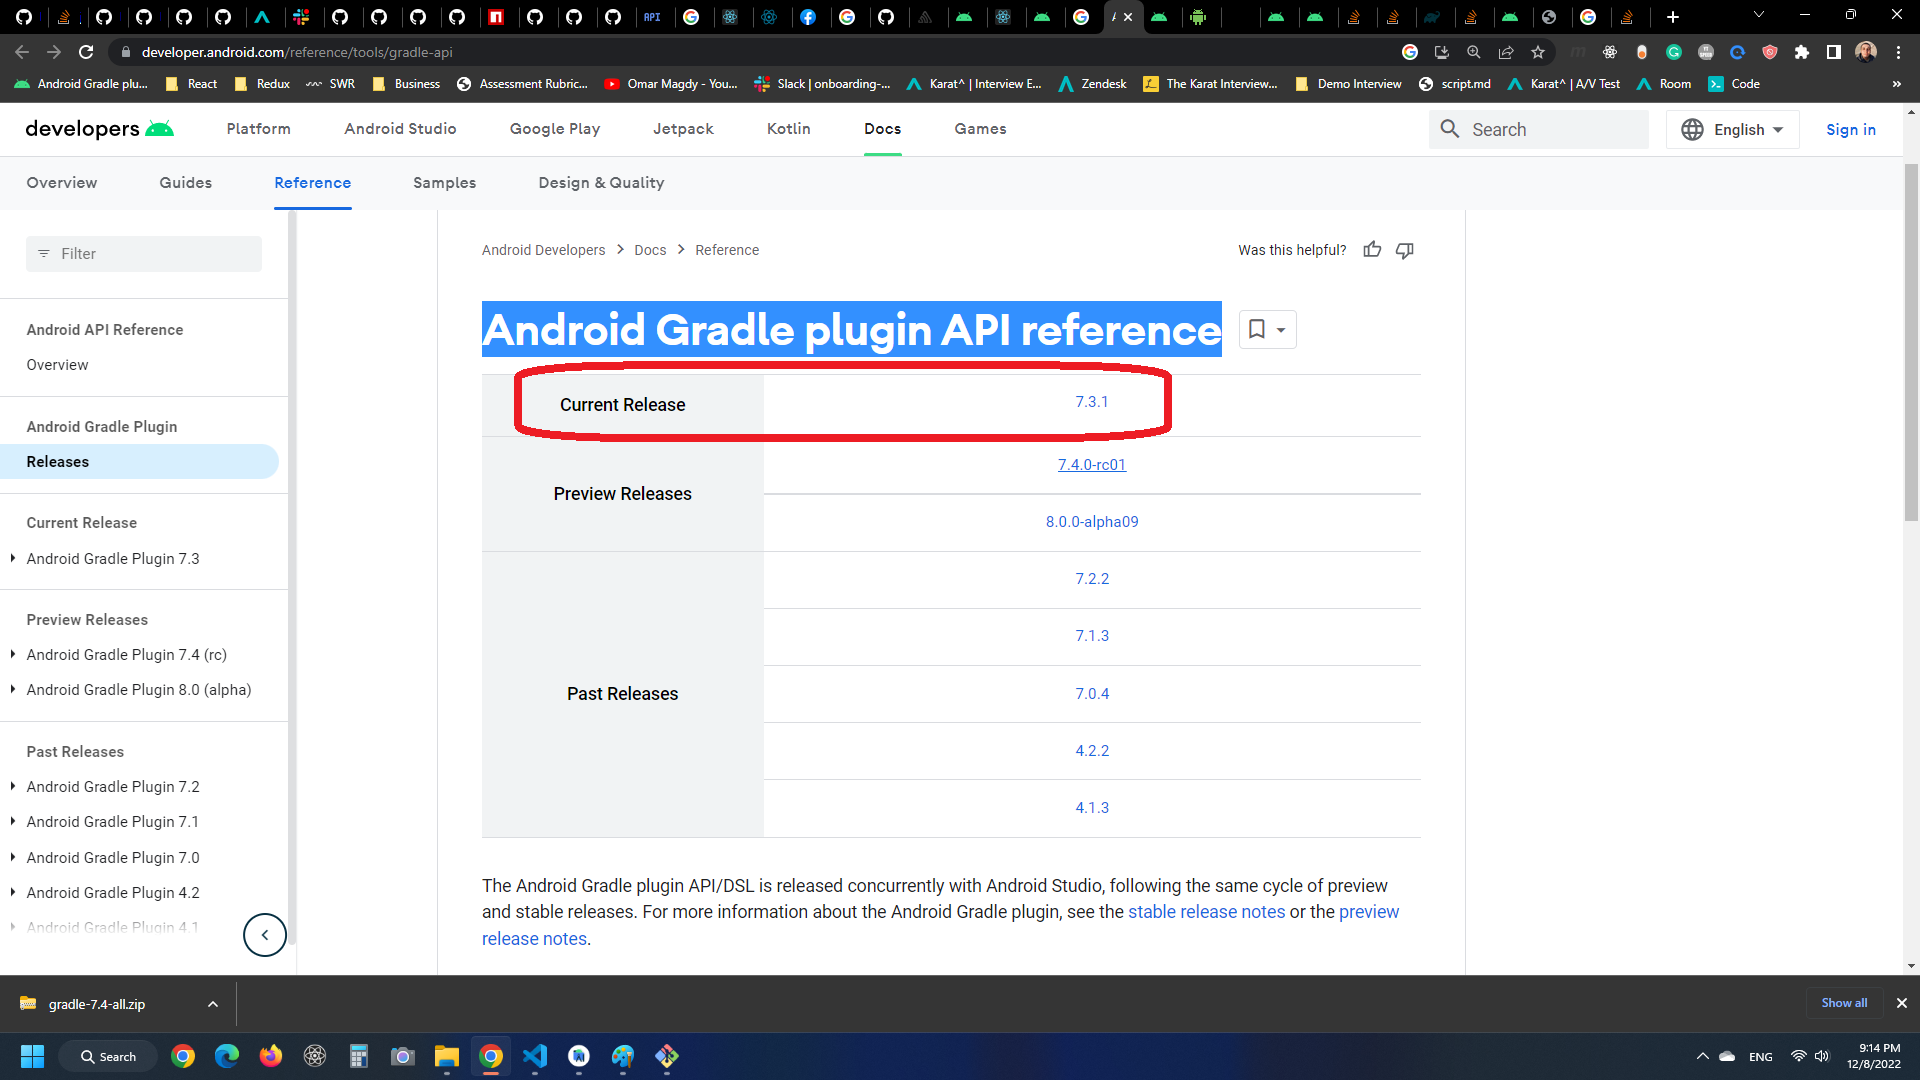 developer.android.com/reference/tools/gradle-api
Android Gradle plu...
React
Redux
SWR
Business
Assessment Rubric...
Omar Magdy - You...
Slack | onboarding-...
Karat^ | Interview E...
Zendesk
The Karat Interview...
Demo Interview
script.md
Karat^ | A/V Test
Room
Code
»
developers
Platform
Android Studio
Google Play
Jetpack
Kotlin
Docs
Games
Search
English
Sign in
Overview
Guides
Reference
Samples
Design & Quality
Filter
Android API Reference
Overview
Android Gradle Plugin
Releases
Current Release
Android Gradle Plugin 7.3
Preview Releases
Android Gradle Plugin 7.4 (rc)
Android Gradle Plugin 8.0 (alpha)
Past Releases
Android Gradle Plugin 7.2
Android Gradle Plugin 7.1
Android Gradle Plugin 7.0
Android Gradle Plugin 4.2
Android Gradle Plugin 4.1
Android Developers > Docs > Reference
Was this helpful?
Android Gradle plugin API reference
Current Release
7.3.1
Preview Releases
7.4.0-rc01
8.0.0-alpha09
Past Releases
7.2.2
7.1.3
7.0.4
4.2.2
4.1.3
The Android Gradle plugin API/DSL is released concurrently with Android Studio, following the same cycle of preview
and stable releases. For more information about the Android Gradle plugin, see the stable release notes or the preview
release notes.
gradle-7.4-all.zip
Show all
Search
ENG
9:14 PM
12/8/2022